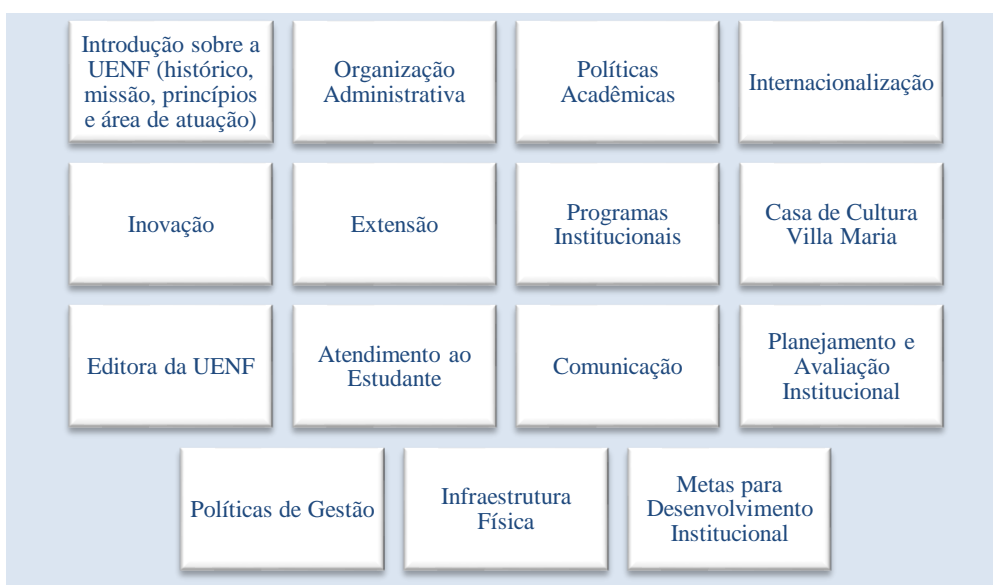 Introdução sobre a
UENF (histórico,
missão, princípios
e área de atuação)
Organização
Administrativa
Políticas
Acadêmicas
Internacionalização
Inovação
Extensão
Programas
Institucionais
Casa de Cultura
Villa Maria
Editora da UENF
Atendimento ao
Estudante
Comunicação
Planejamento e
Avaliação
Institucional
Políticas de Gestão
Infraestrutura
Física
Metas para
Desenvolvimento
Institucional